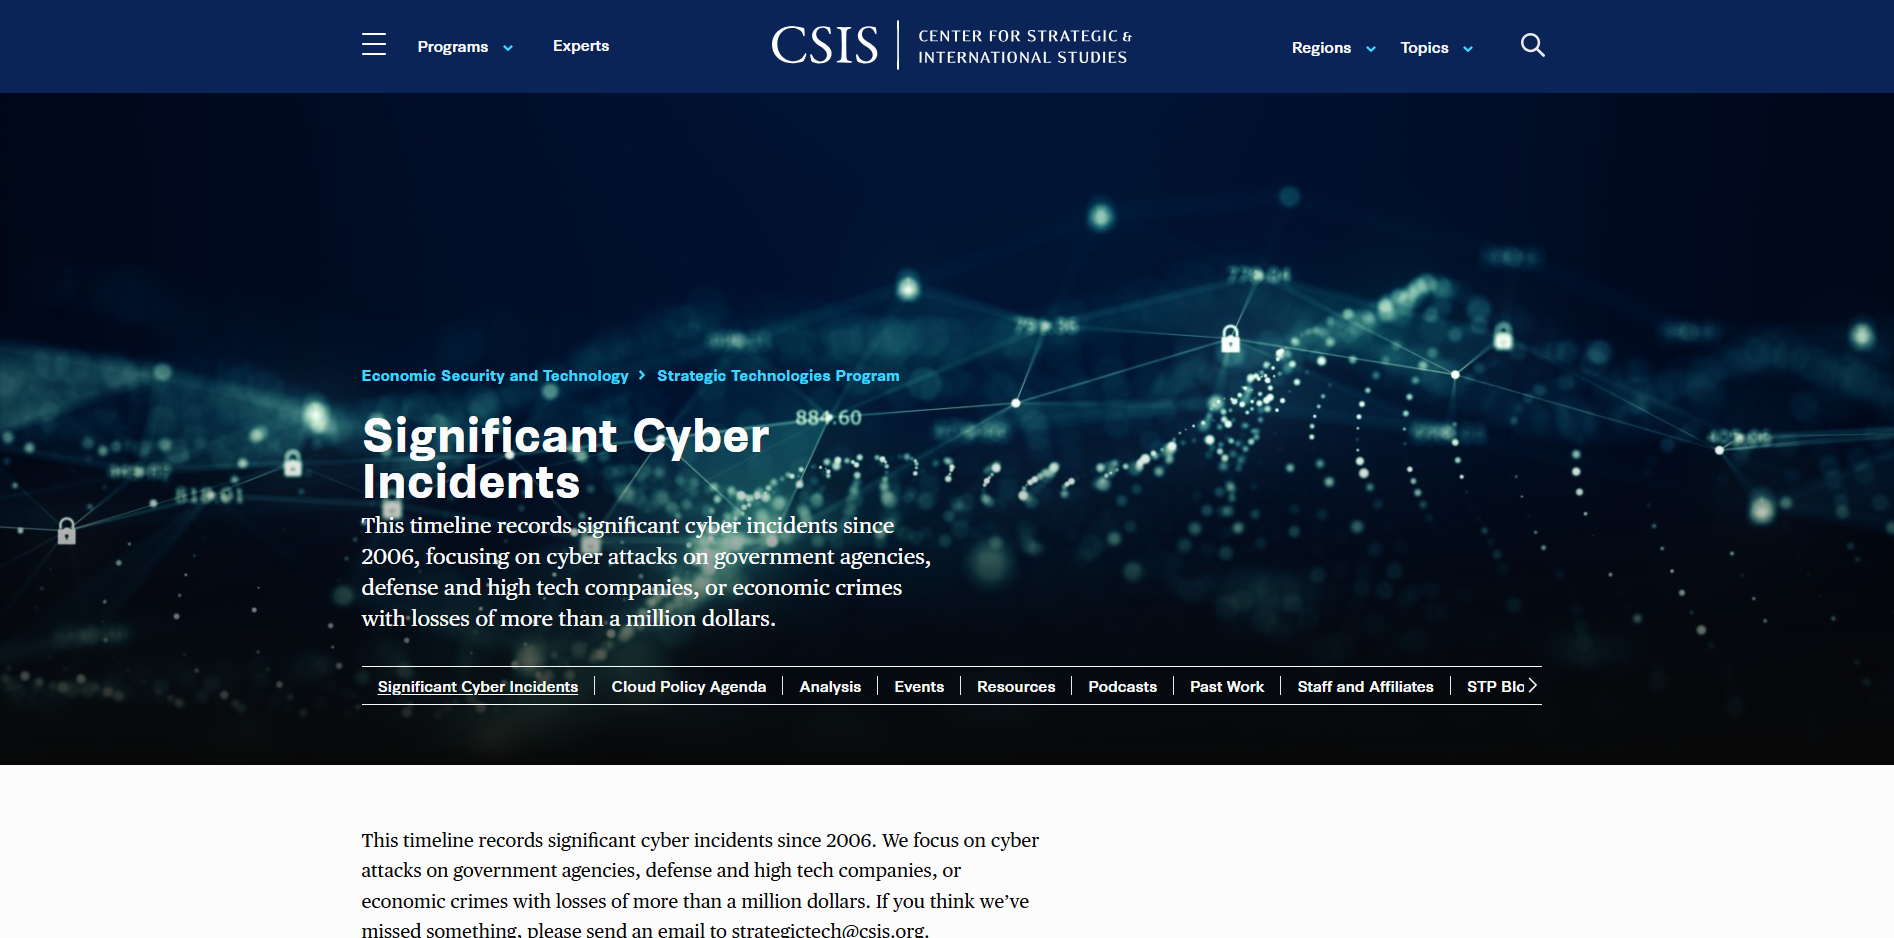 Programs
Experts
CSIS
CENTER FOR STRATEGIC &
INTERNATIONAL STUDIES
Regions
Topics
884.60
Economic Security and Technology > Strategic Technologies Program
Significant Cyber
Incidents
This timeline records significant cyber incidents since
2006, focusing on cyber attacks on government agencies,
defense and high tech companies, or economic crimes
with losses of more than a million dollars.
Significant Cyber Incidents | Cloud Policy Agenda | Analysis | Events | Resources | Podcasts | Past Work | Staff and Affiliates | STP Blo
This timeline records significant cyber incidents since 2006. We focus on cyber
attacks on government agencies, defense and high tech companies, or
economic crimes with losses of more than a million dollars. If you think we’ve
missed something, please send an email to strategictech@csis.org.